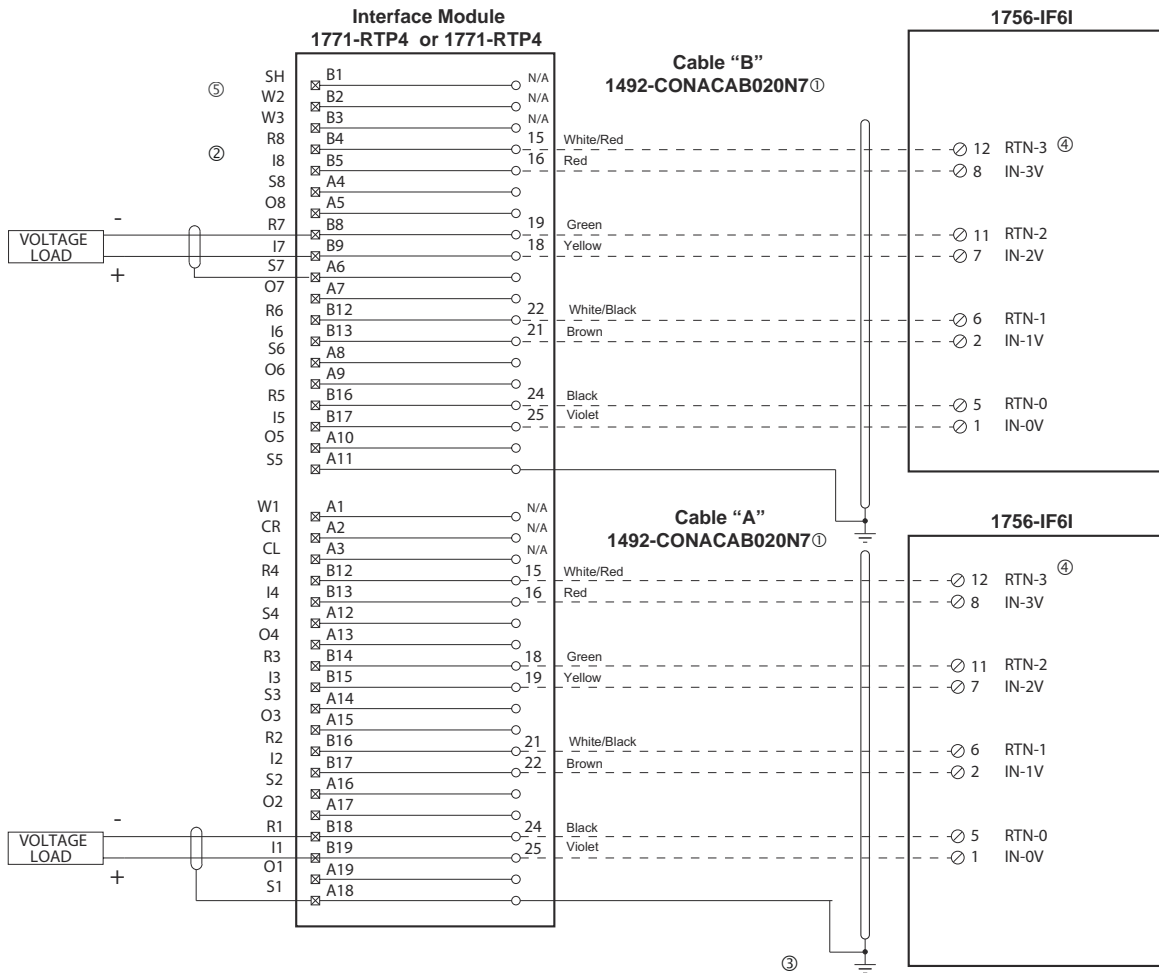 Interface Module
1771-RTP4 or 1771-RTP4
1756-IF6I
Cable “B”
1492-CONACAB020N7①
⑤
②
SH B1 N/A
W2 B2 N/A
W3 B3 N/A
R8 B4 15 White/Red 12 RTN-3 ④
I8 B5 16 Red 8 IN-3V
S8 A4
O8 A5
R7 B8 19 Green 11 RTN-2
I7 B9 18 Yellow 7 IN-2V
S7 A6
O7 A7
- VOLTAGE
LOAD
+
R6 B12 22 White/Black 6 RTN-1
I6 B13 21 Brown 2 IN-1V
S6 A8
O6 A9
R5 B16 24 Black 5 RTN-0
I5 B17 25 Violet 1 IN-0V
O5 A10
S5 A11
Cable “A”
1492-CONACAB020N7①
1756-IF6I
W1 A1 N/A
CR A2 N/A
CL A3 N/A
R4 B12 15 White/Red 12 RTN-3 ④
I4 B13 16 Red 8 IN-3V
S4 A12
O4 A13
R3 B14 18 Green 11 RTN-2
I3 B15 19 Yellow 7 IN-2V
S3 A14
O3 A15
R2 B16 21 White/Black 6 RTN-1
I2 B17 22 Brown 2 IN-1V
S2 A16
O2 A17
R1 B18 24 Black 5 RTN-0
I1 B19 25 Violet 1 IN-0V
O1 A19
S1 A18
- VOLTAGE
LOAD
+
③